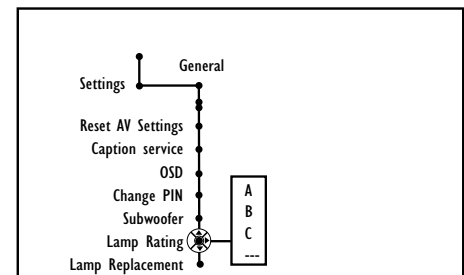 General
Settings
Reset AV Settings
Caption service
OSD
Change PIN
Subwoofer
Lamp Rating
Lamp Replacement
A
B
C
---